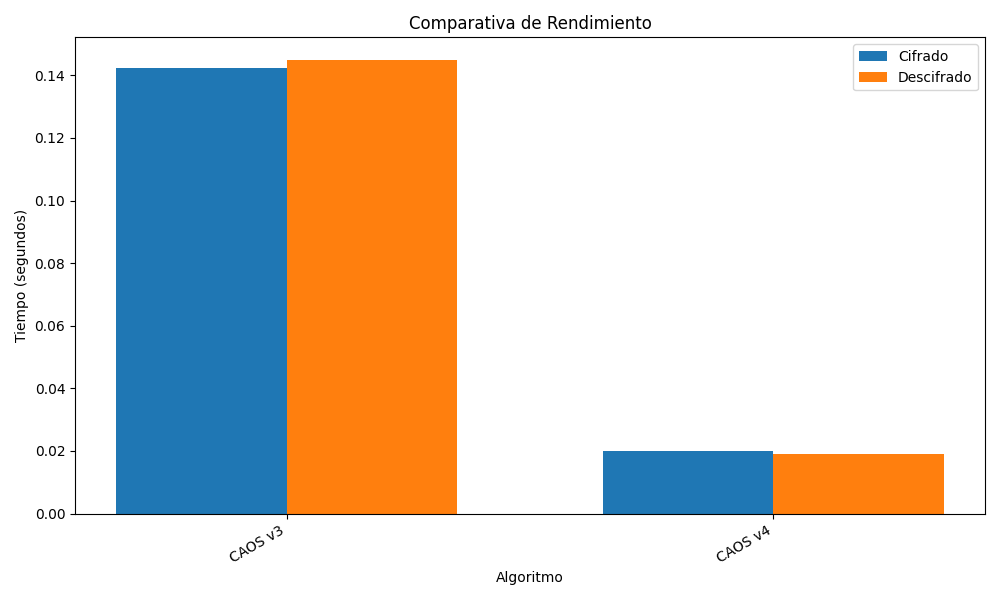 Comparativa de Rendimiento
Cifrado
Descifrado
Tiempo (segundos)
0.14
0.12
0.10
0.08
0.06
0.04
0.02
0.00
CAOS v3
CAOS v4
Algoritmo